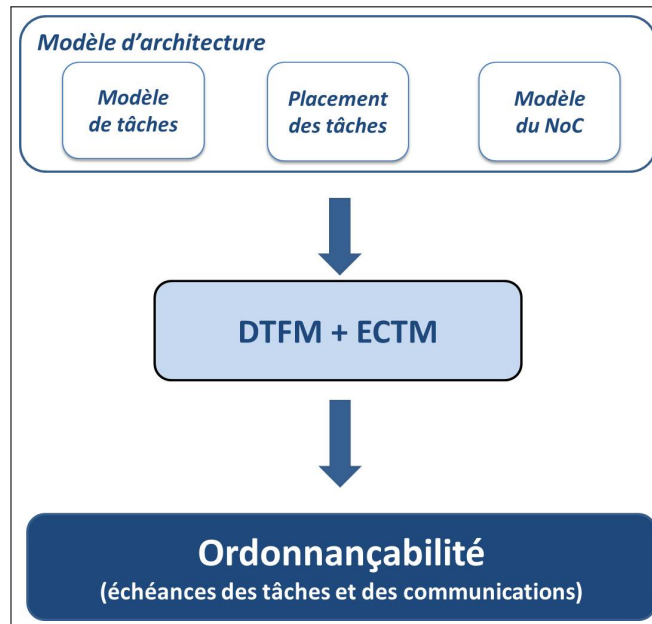 Modèle d'architecture
Modèle
de tâches
Placement
des tâches
Modèle
du NoC
DTFM + ECTM
Ordonnançabilité
(échéances des tâches et des communications)